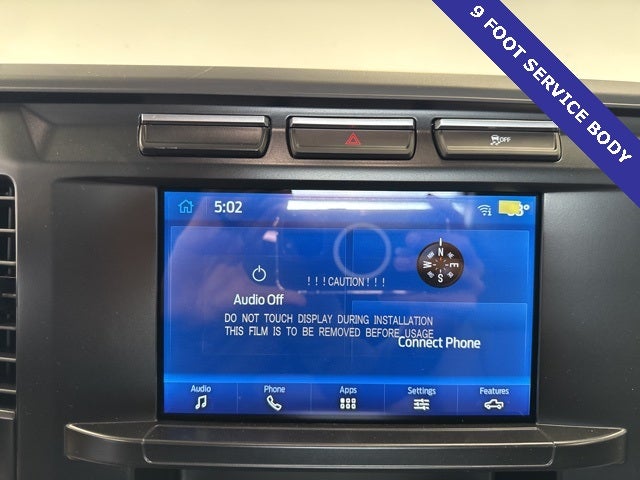 9 FOOT SERVICE BODY
OFF
5:02
N
W E
S
!!!CAUTION!!!
Audio Off
DO NOT TOUCH DISPLAY DURING INSTALLATION
THIS FILM IS TO BE REMOVED BEFORE USAGE
Connect Phone
Audio Phone Apps Settings Features